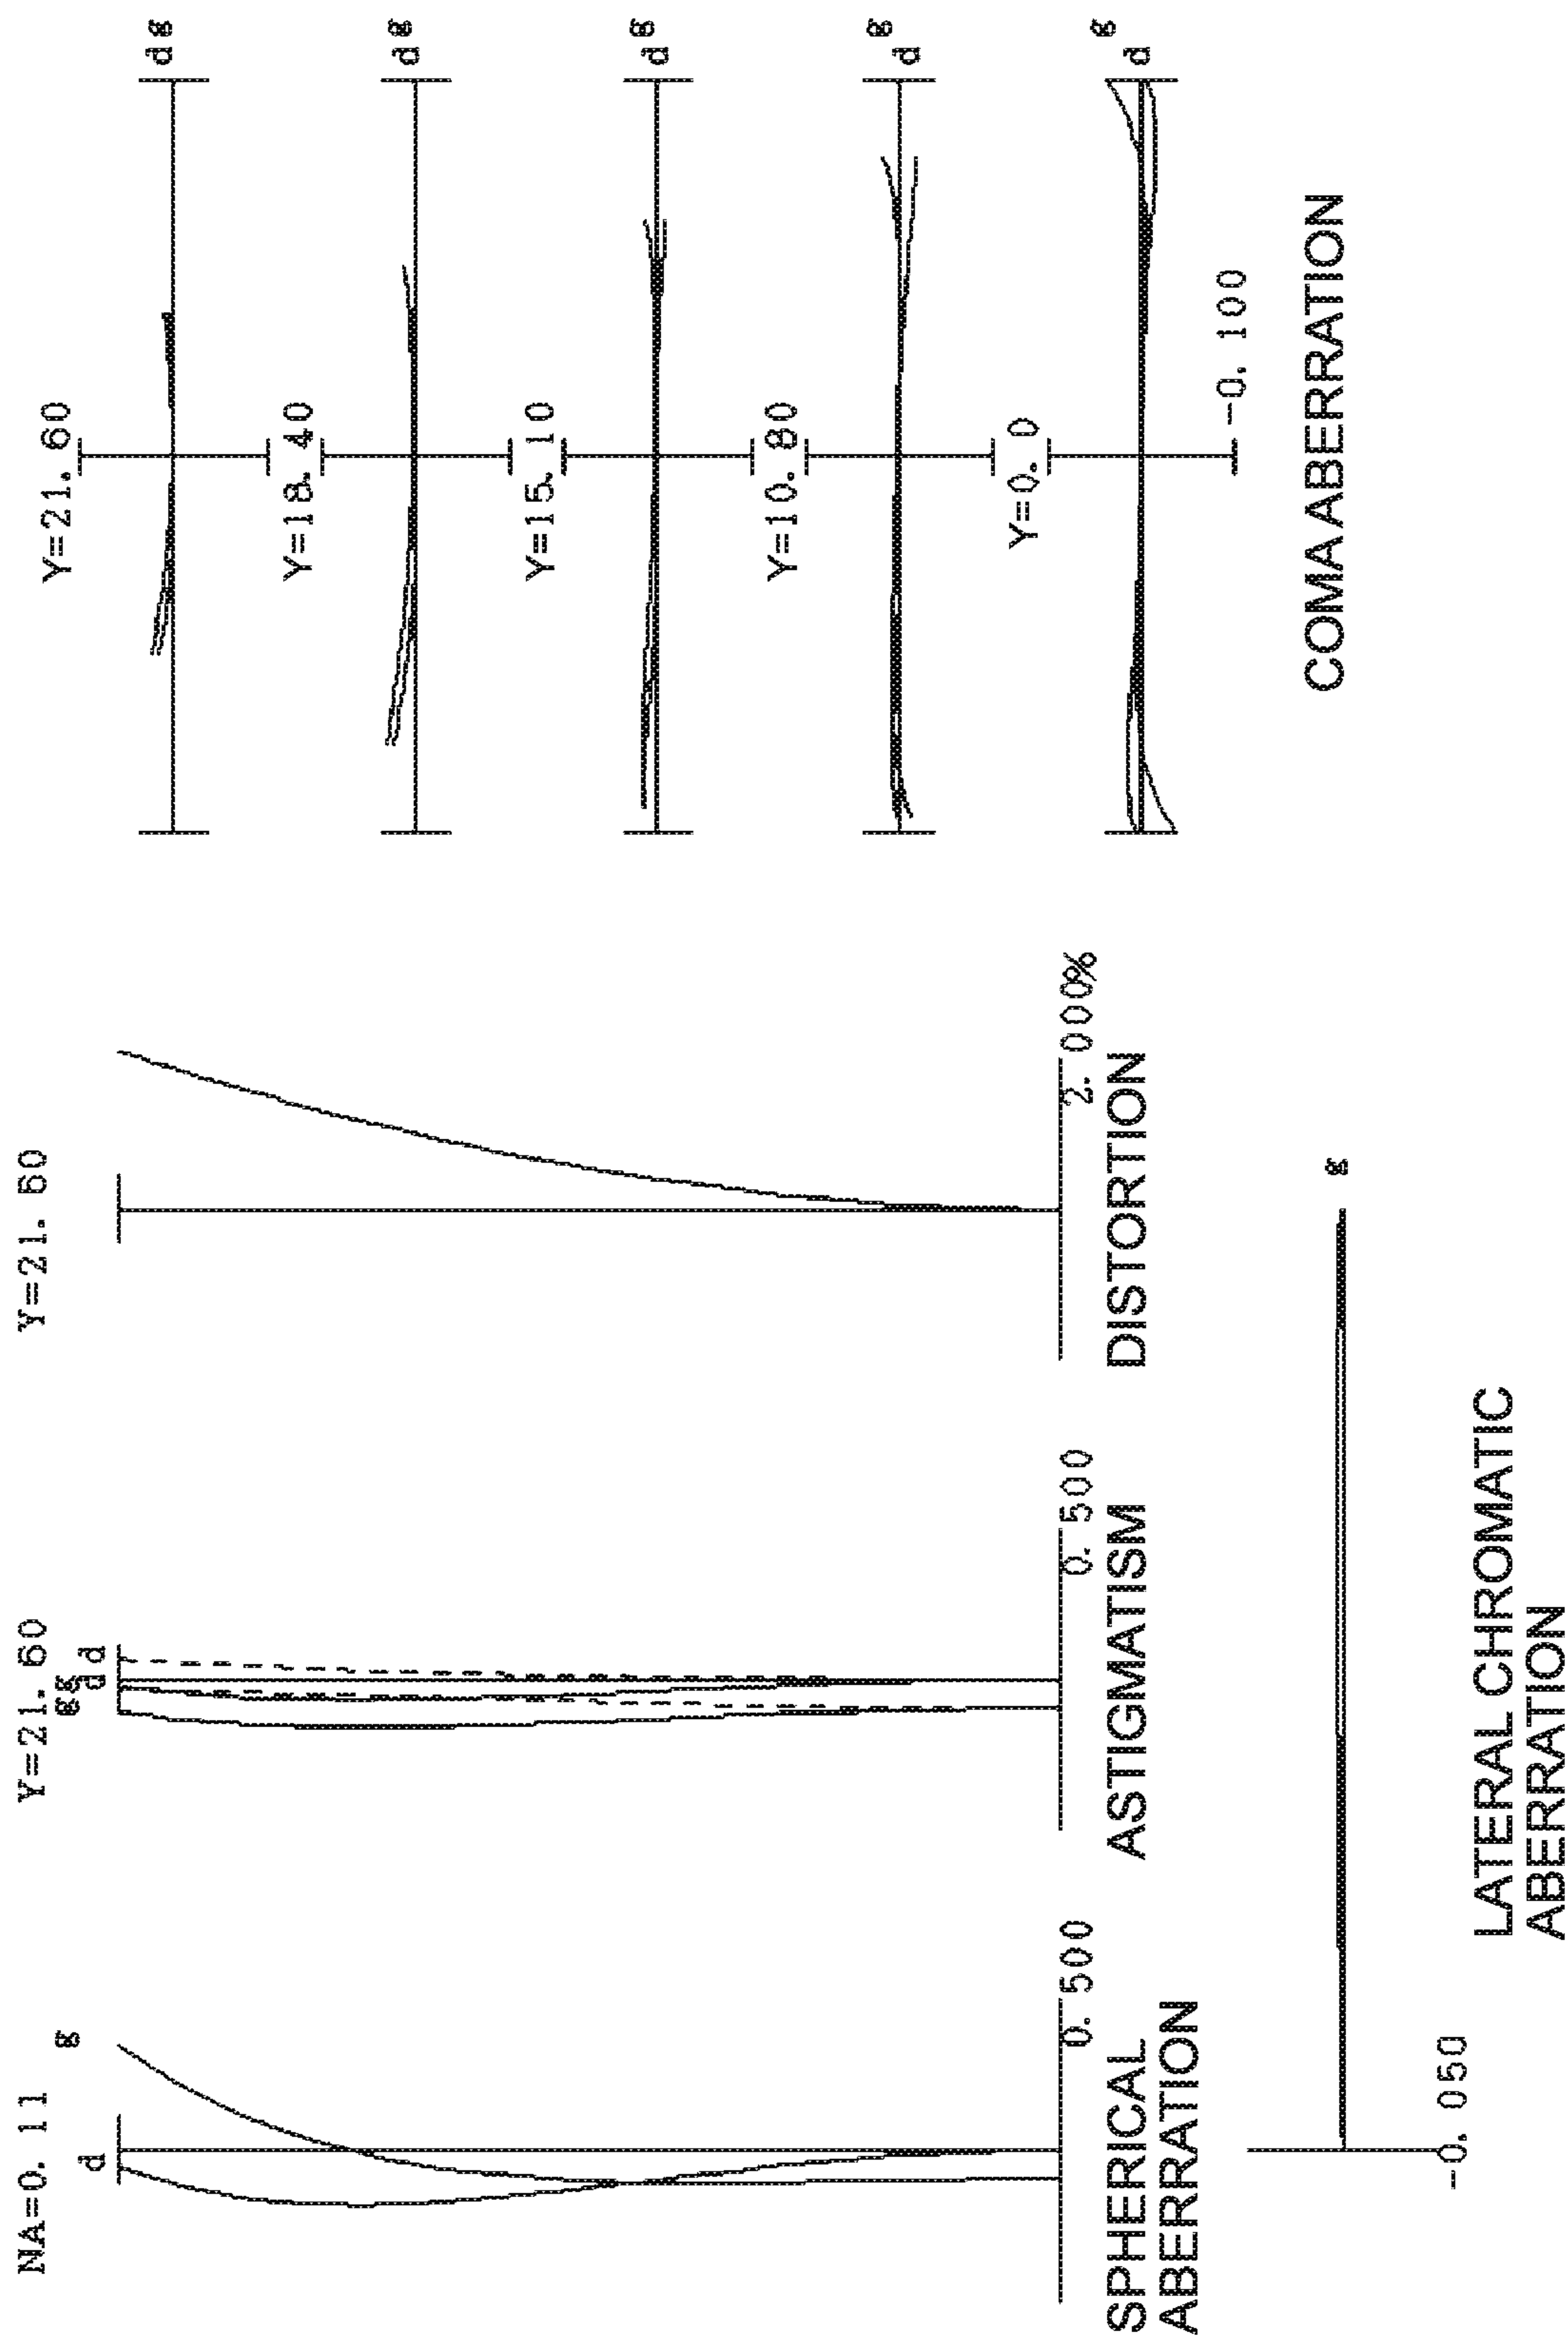 NA=0. 11
d
g
0. 500
SPHERICAL
ABERRATION
Y=21. 60
g g
d d
0. 500
ASTIGMATISM
Y=21. 60
2. 000%
DISTORTION
Y=21. 60
d g
Y=18. 40
d g
Y=15. 10
d g
Y=10. 80
d g
Y=0. 0
d g
-0. 100
COMA ABERRATION
g
-0. 050
LATERAL CHROMATIC
ABERRATION